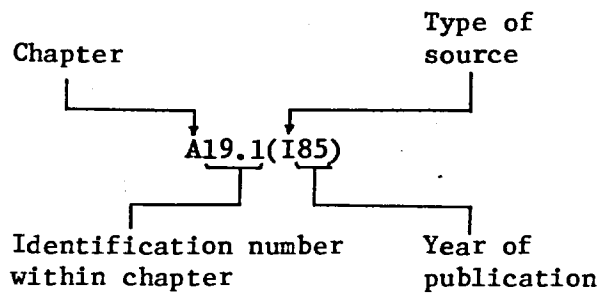 Type of
source
Chapter
A19.1(I85)
Identification number
within chapter
Year of
publication